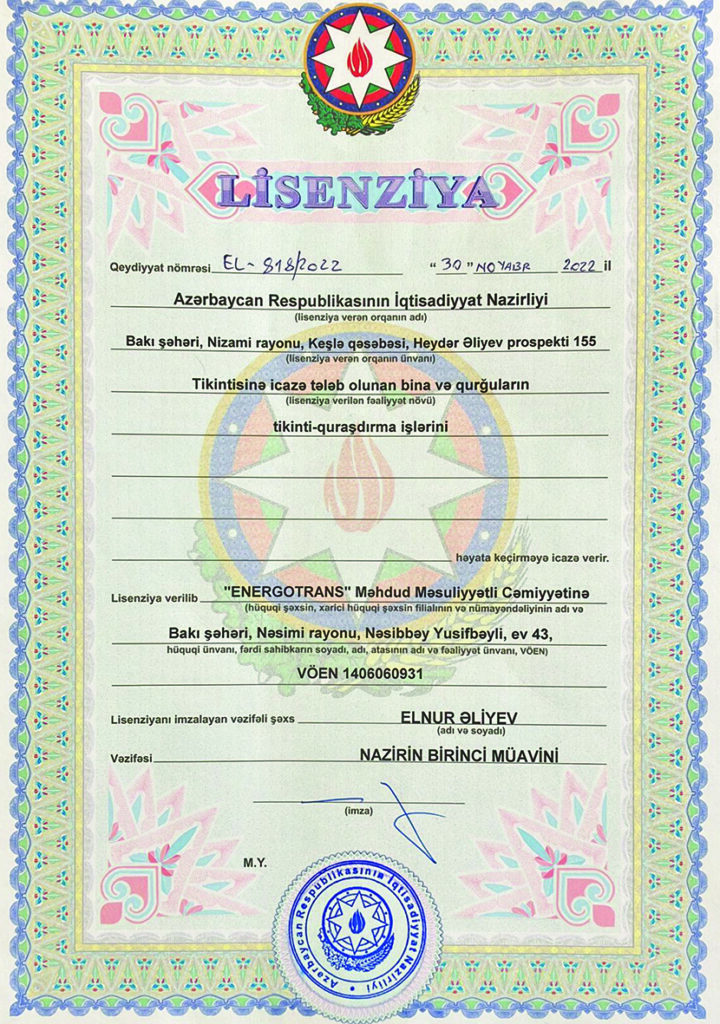 LİSENZİYA
Qeydiyyat nömrəsi EL-818/2022 "30" NOYABR 2022 il
Azərbaycan Respublikasının İqtisadiyyat Nazirliyi
(lisenziya verən orqanın adı)
Bakı şəhəri, Nizami rayonu, Keşlə qəsəbəsi, Heydər Əliyev prospekti 155
(lisenziya verən orqanın ünvanı)
Tikintisinə icazə tələb olunan bina və qurğuların
(lisenziya verilən fəaliyyət növü)
tikinti-quraşdırma işlərini
həyata keçirməyə icazə verir.
Lisenziya verilib "ENERGOTRANS" Məhdud Məsuliyyətli Cəmiyyətinə
(hüquqi şəxsin, xarici hüquqi şəxsin filialının və nümayəndəliyinin adı və
Bakı şəhəri, Nəsimi rayonu, Nəsibbəy Yusifbəyli, ev 43,
hüquqi ünvanı, fərdi sahibkarın soyadı, adı, atasının adı və fəaliyyət ünvanı, VÖEN)
VÖEN 1406060931
Lisenziyanı imzalayan vəzifəli şəxs ELNUR ƏLİYEV
(adı və soyadı)
Vəzifəsi NAZİRİN BİRİNCİ MÜAVİNİ
(imza)
M.Y.
Azərbaycan Respublikasının İqtisadiyyat Nazirliyi